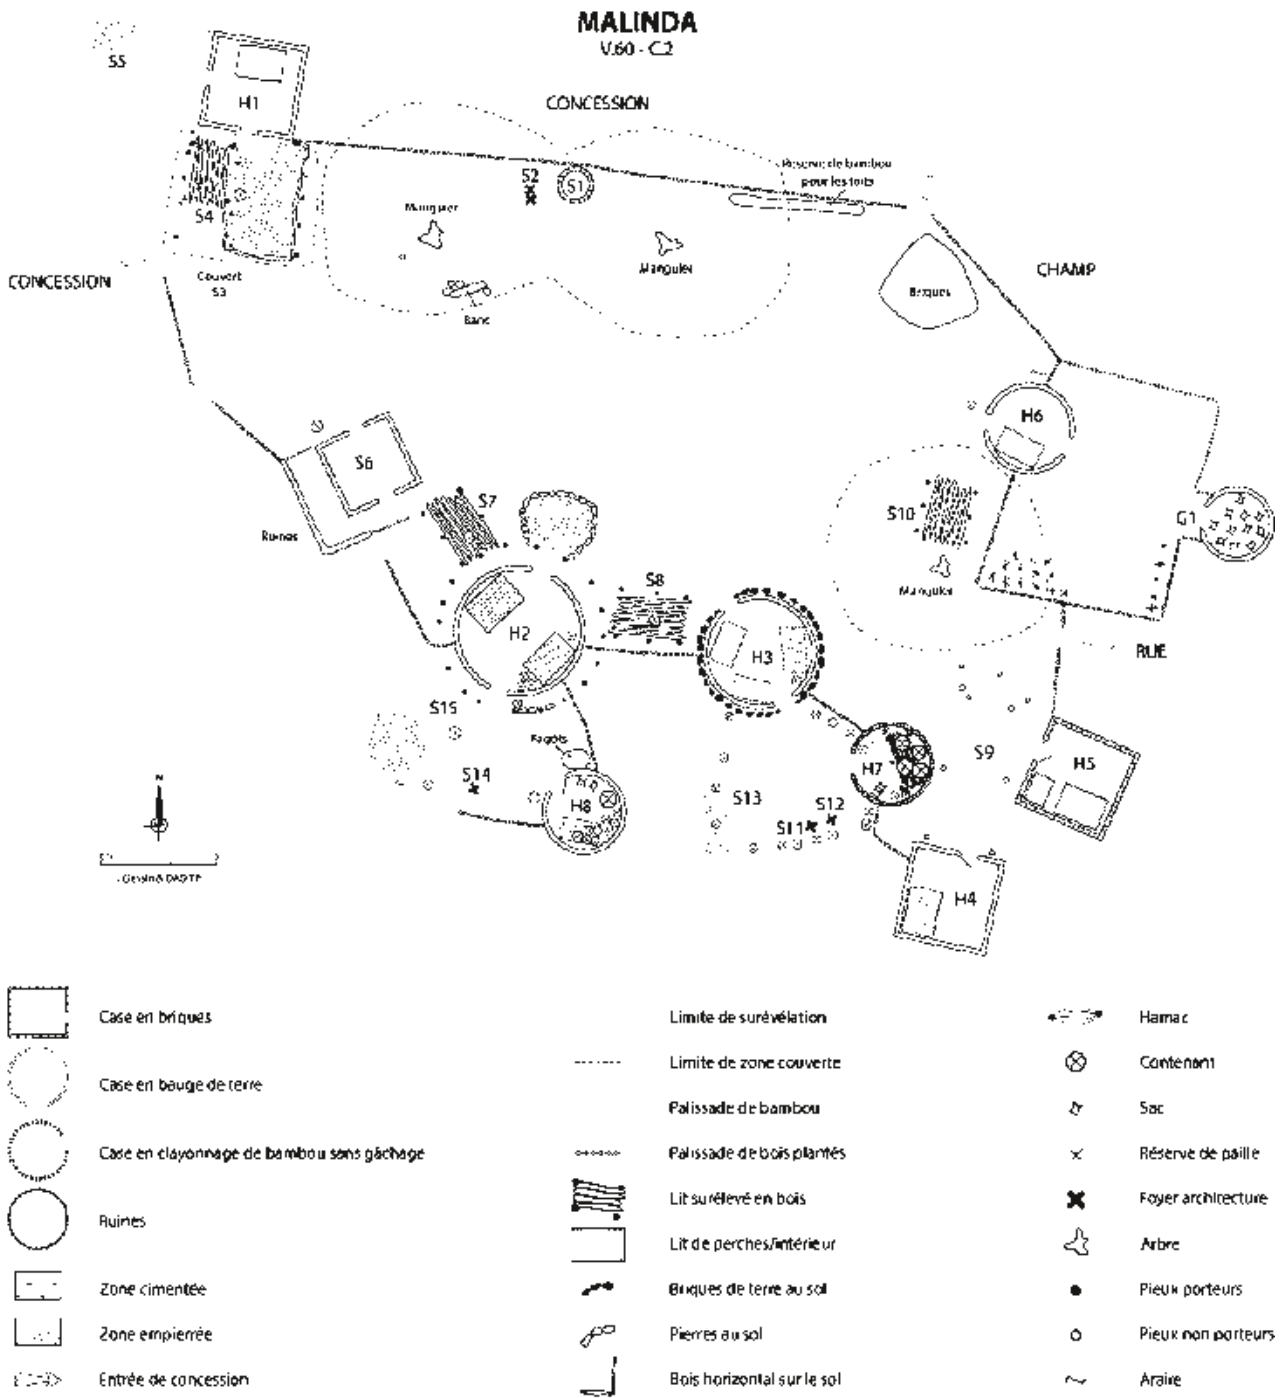 MALINDA
V.60 - C2
S5
H1
CONCESSION
S2
S1
Réserve de bambou
pour les toits
S4
Manguier
Manguier
CONCESSION
Couvert
S3
Banc
Briques
CHAMP
H6
S6
S7
S10
G1
Ruines
S8
Manguier
H2
H3
RUE
S15
Fagots
S14
H7
S9
H5
H8
S13
S12
S11
N
H4
Case en briques
Case en bauge de terre
Case en clayonnage de bambou sans gâchage
Ruines
Zone cimentée
Zone empierrée
Entrée de concession
Limite de surévélation
Limite de zone couverte
Palissade de bambou
Palissade de bois plantés
Lit surélevé en bois
Lit de perches/intérieur
Briques de terre au sol
Pierres au sol
Bois horizontal sur le sol
Hamac
Contenant
Sac
Réserve de paille
Foyer architecture
Arbre
Pieux porteurs
Pieux non porteurs
Araire